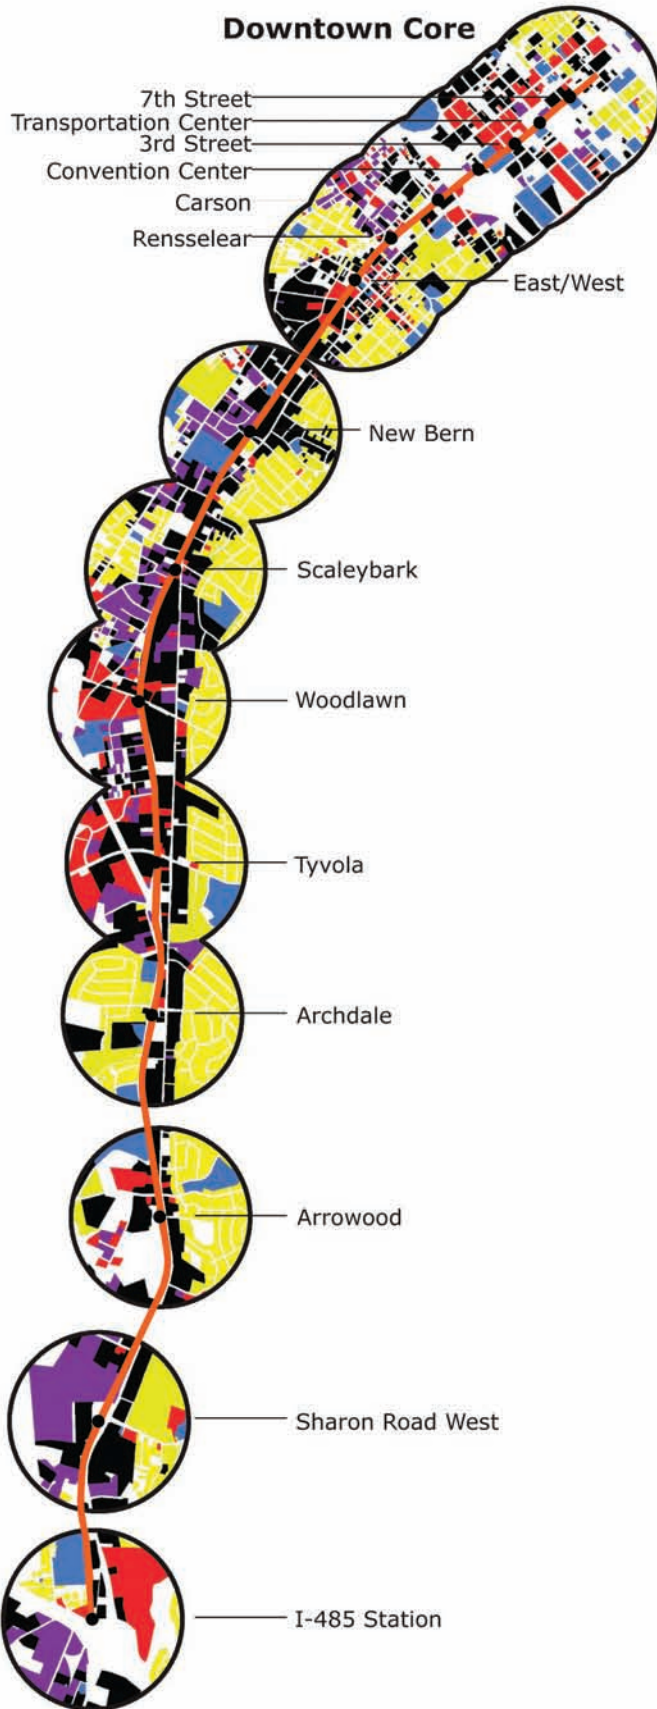 Downtown Core
7th Street
Transportation Center
3rd Street
Convention Center
Carson
Rensselear
East/West
New Bern
Scaleybark
Woodlawn
Tyvola
Archdale
Arrowood
Sharon Road West
I-485 Station